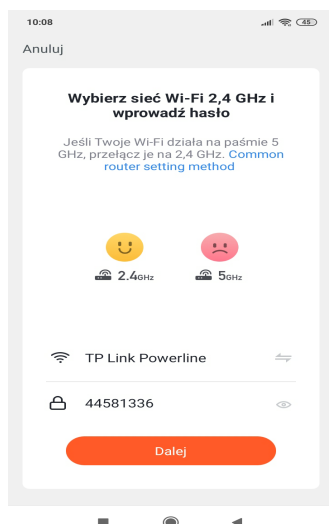 10:08
45
Anuluj
Wybierz sieć Wi-Fi 2,4 GHz i
wprowadź hasło
Jeśli Twoje Wi-Fi działa na paśmie 5
GHz, przełącz je na 2,4 GHz. Common
router setting method
2.4GHz 5GHz
TP Link Powerline
44581336
Dalej